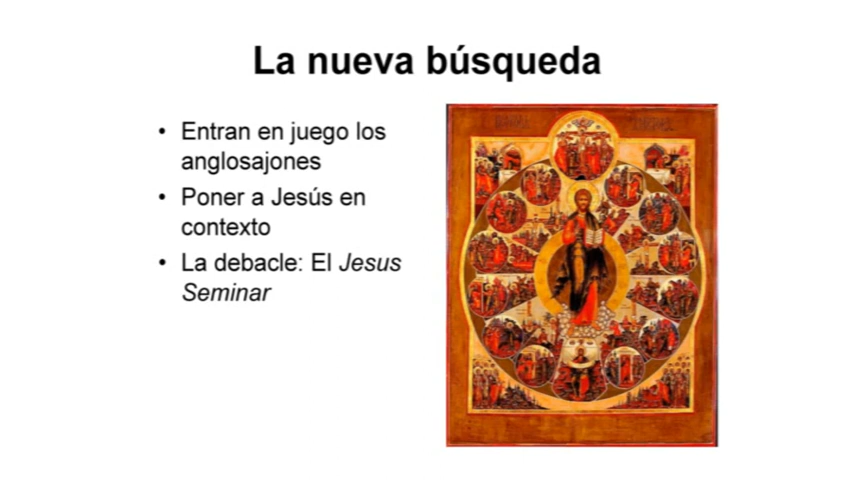 La nueva búsqueda
• Entran en juego los
anglosajones
• Poner a Jesús en
contexto
• La debacle: El Jesus
Seminar